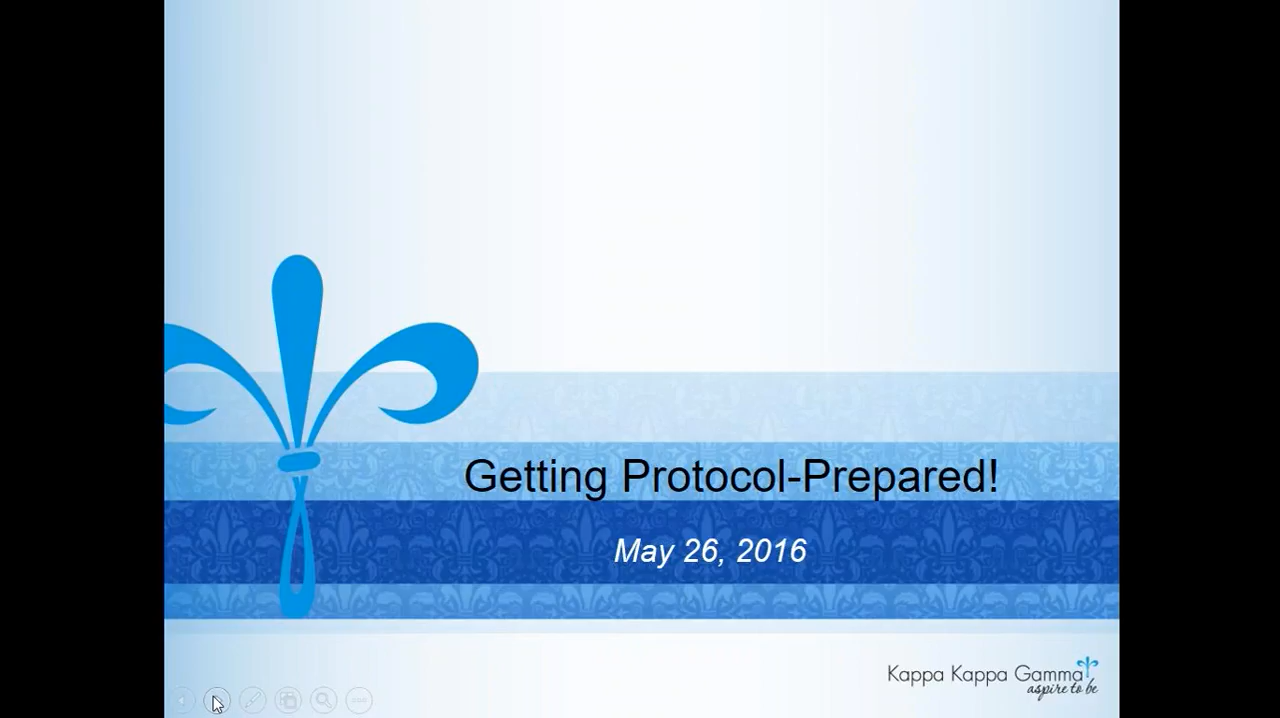 Getting Protocol-Prepared!
May 26, 2016
Kappa Kappa Gamma
aspire to be